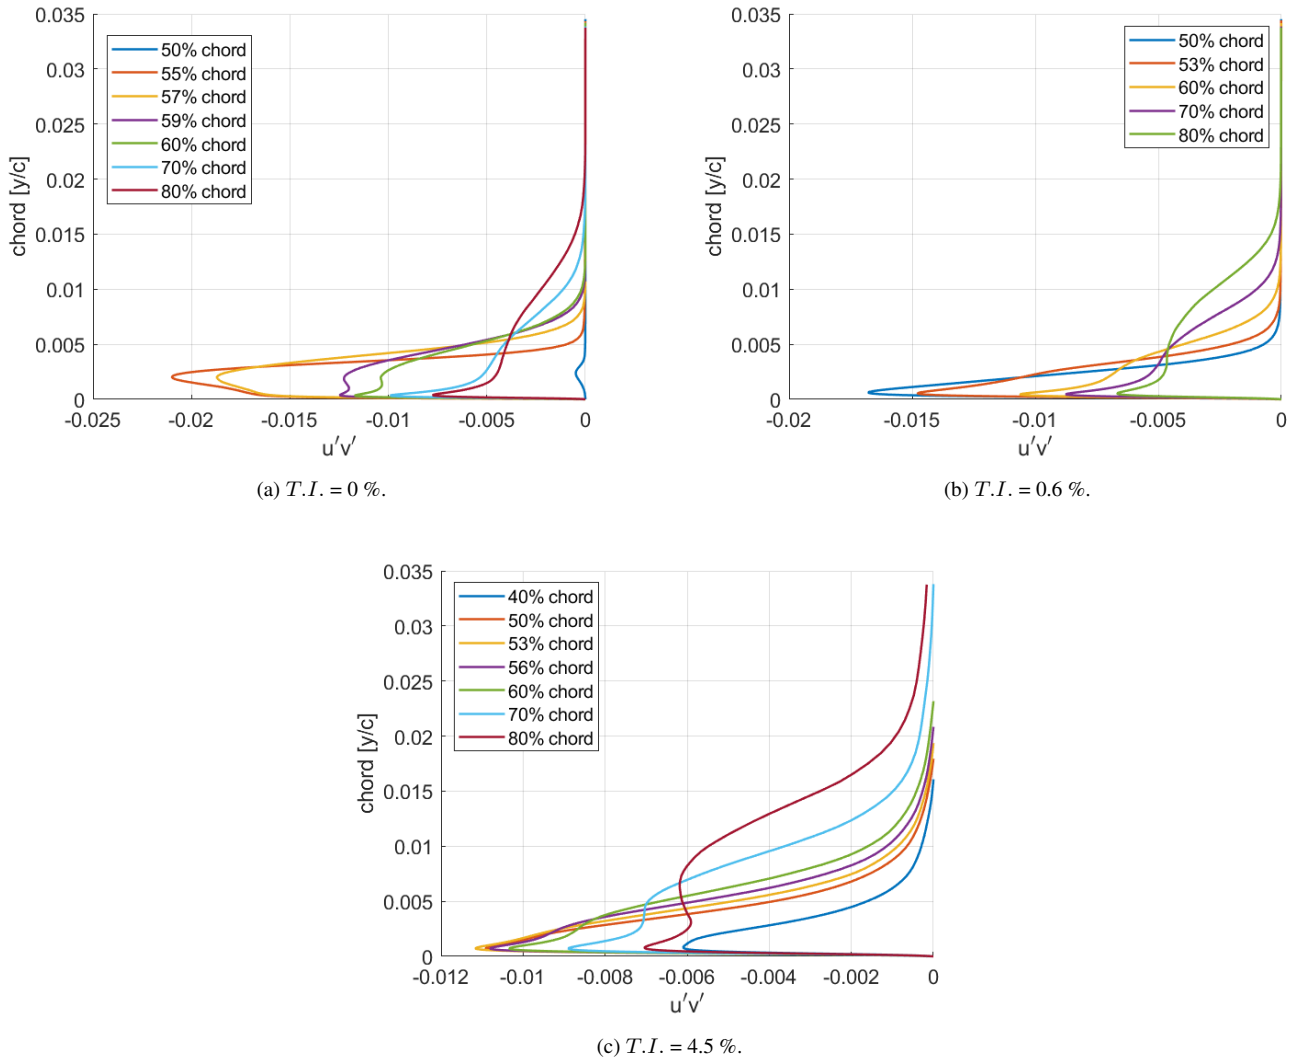 0.035
0.03
0.025
0.02
0.015
0.01
0.005
0
chord [y/c]
-0.025 -0.02 -0.015 -0.01 -0.005 0
u'v'
50% chord
55% chord
57% chord
59% chord
60% chord
70% chord
80% chord
(a) T.I. = 0 %.
0.035
0.03
0.025
0.02
0.015
0.01
0.005
0
chord [y/c]
-0.02 -0.015 -0.01 -0.005 0
u'v'
50% chord
53% chord
60% chord
70% chord
80% chord
(b) T.I. = 0.6 %.
0.035
0.03
0.025
0.02
0.015
0.01
0.005
0
chord [y/c]
-0.012 -0.01 -0.008 -0.006 -0.004 -0.002 0
u'v'
40% chord
50% chord
53% chord
56% chord
60% chord
70% chord
80% chord
(c) T.I. = 4.5 %.